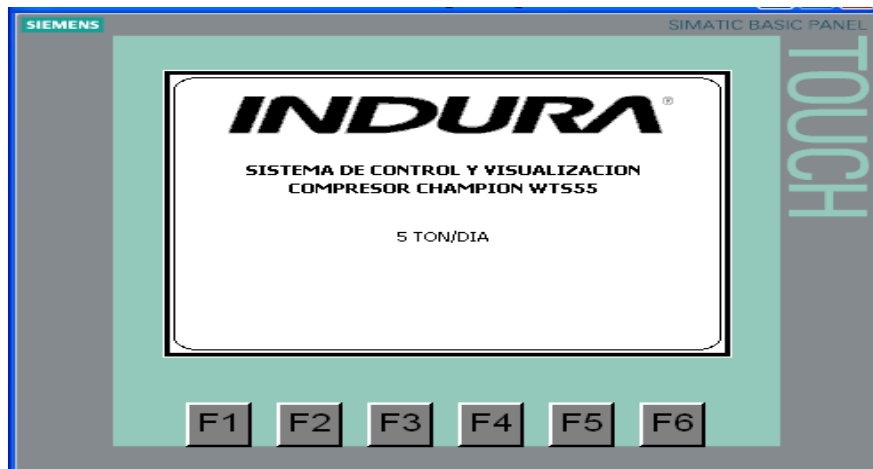 SIEMENS
SIMATIC BASIC PANEL
TOUCH
INDURA®
SISTEMA DE CONTROL Y VISUALIZACION
COMPRESOR CHAMPION WTS55
5 TON/DIA
F1 F2 F3 F4 F5 F6